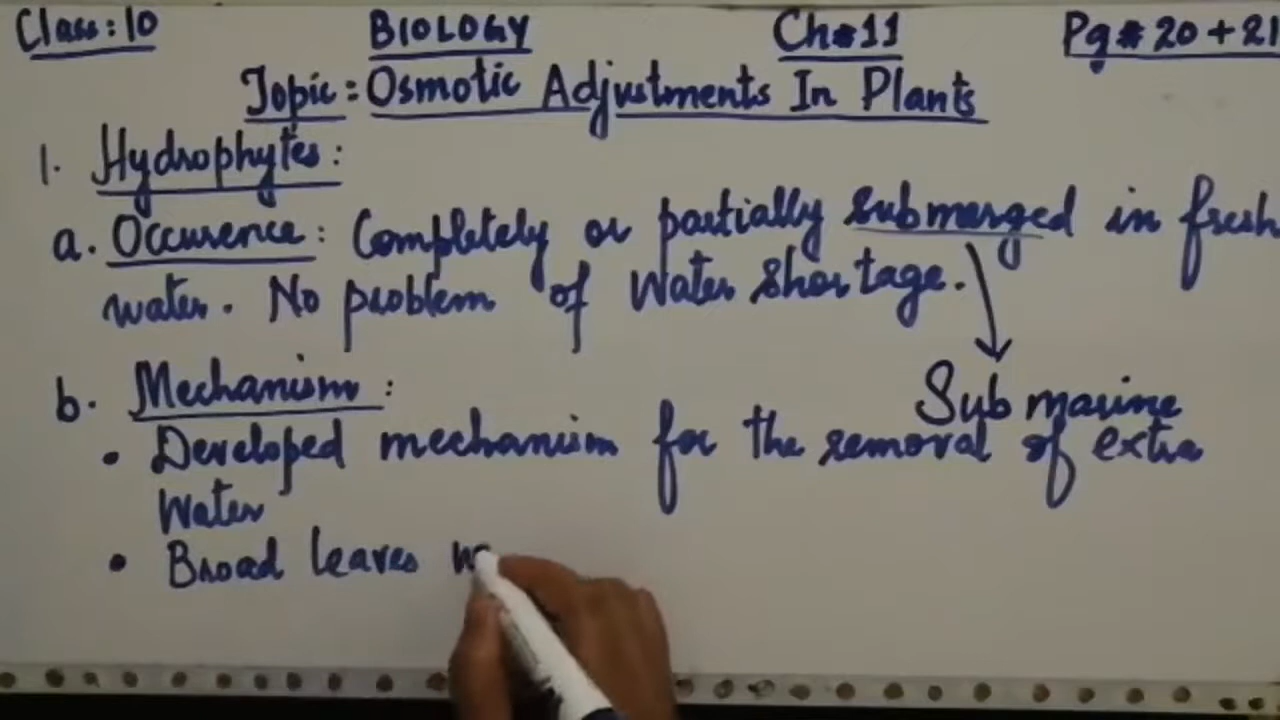 Class: 10 BIOLOGY Ch#11 Pg# 20+21
Topic: Osmotic Adjustments In Plants
1. Hydrophytes:
a. Occurence: Completely or partially submerged in fresh
water. No problem of Water shortage.
Submarine
b. Mechanism:
• Developed mechanism for the removal of extra
Water
• Broad leaves